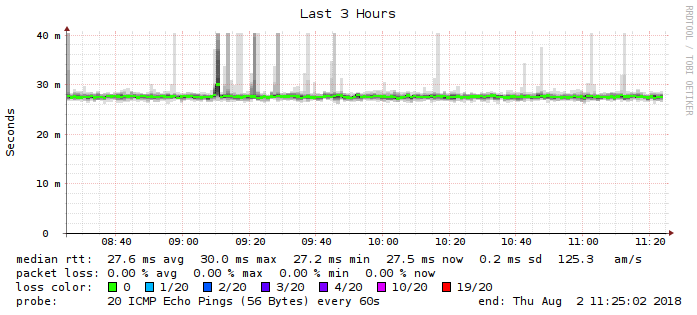 Last 3 Hours
RRDTOOL / TOBI OETIKER
Seconds
40 m
30 m
20 m
10 m
0
08:40 09:00 09:20 09:40 10:00 10:20 10:40 11:00 11:20
median rtt: 27.6 ms avg 30.0 ms max 27.2 ms min 27.5 ms now 0.2 ms sd 125.3 am/s
packet loss: 0.00 % avg 0.00 % max 0.00 % min 0.00 % now
loss color: 0 1/20 2/20 3/20 4/20 10/20 19/20
probe: 20 ICMP Echo Pings (56 Bytes) every 60s end: Thu Aug 2 11:25:02 2018